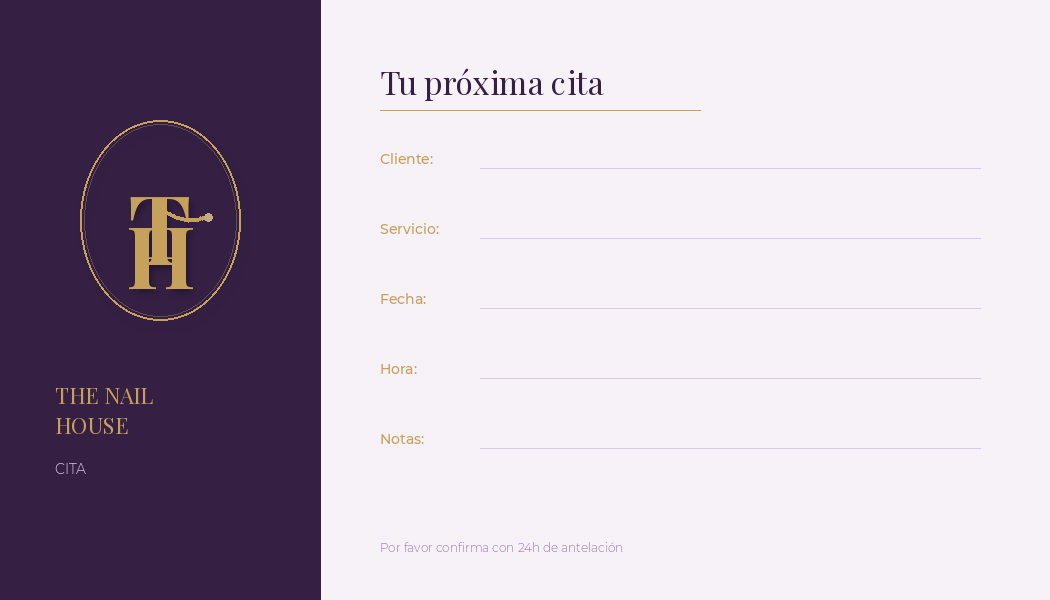 TH
THE NAIL
HOUSE
CITA
Tu próxima cita
Cliente:
Servicio:
Fecha:
Hora:
Notas:
Por favor confirma con 24h de antelación